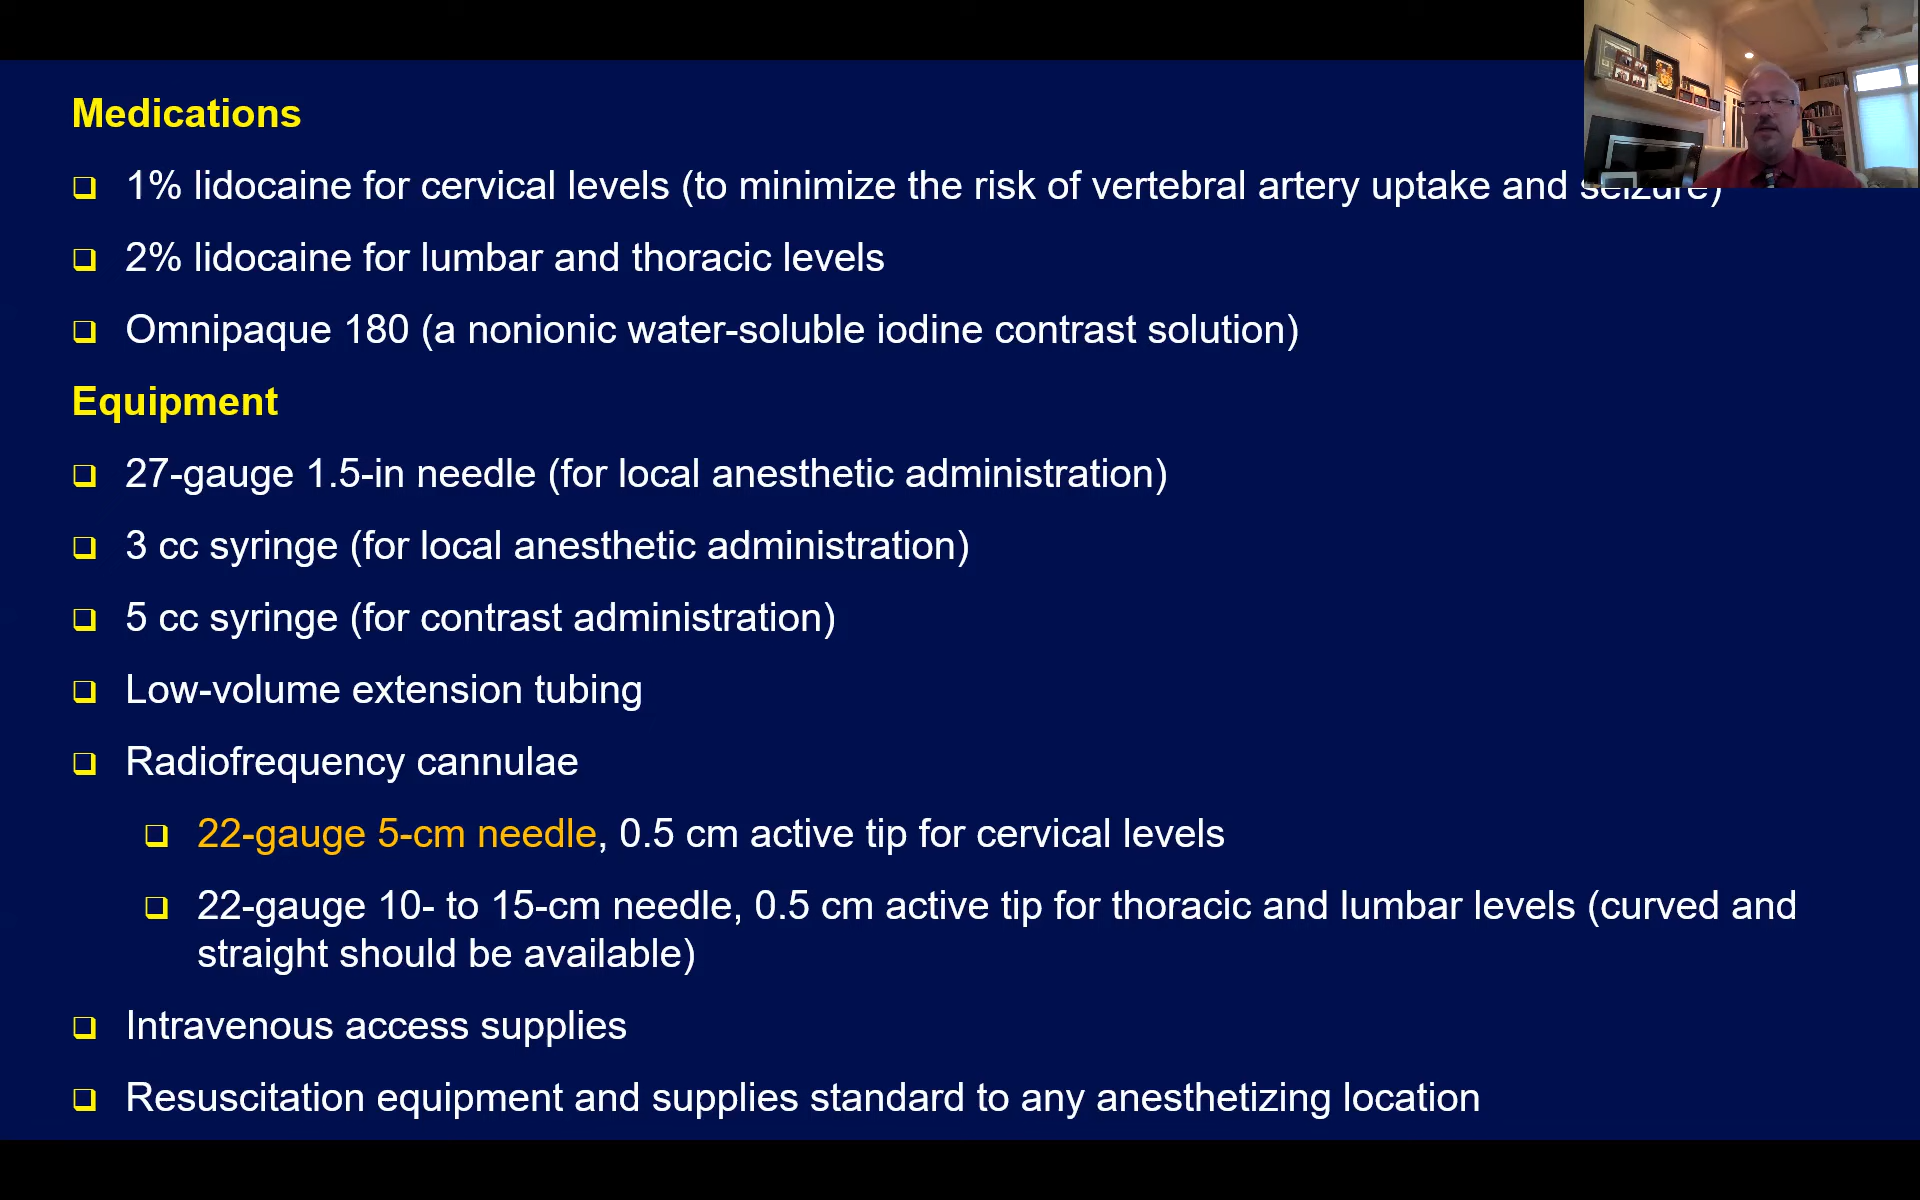 Medications
1% lidocaine for cervical levels (to minimize the risk of vertebral artery uptake and seizure)
2% lidocaine for lumbar and thoracic levels
Omnipaque 180 (a nonionic water-soluble iodine contrast solution)
Equipment
27-gauge 1.5-in needle (for local anesthetic administration)
3 cc syringe (for local anesthetic administration)
5 cc syringe (for contrast administration)
Low-volume extension tubing
Radiofrequency cannulae
22-gauge 5-cm needle, 0.5 cm active tip for cervical levels
22-gauge 10- to 15-cm needle, 0.5 cm active tip for thoracic and lumbar levels (curved and
straight should be available)
Intravenous access supplies
Resuscitation equipment and supplies standard to any anesthetizing location